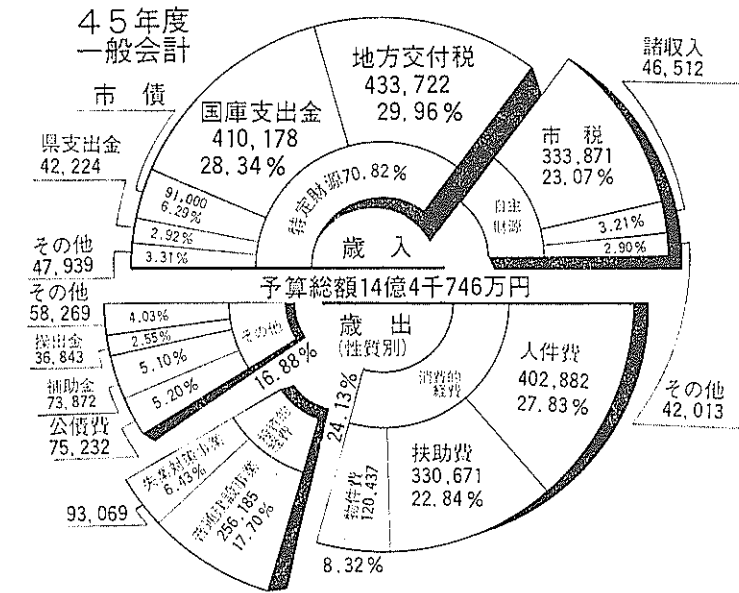 45年度
一般会計
市債
91,000
6.29%
国庫支出金
410,178
28.34%
地方交付税
433,722
29.96%
諸収入
46,512
3.21%
市税
333,871
23.07%
県支出金
42,224
2.92%
その他
47,939
3.31%
特定財源70.82%
自主
財源
2.90%
その他
42,013
歳入
予算総額14億4千746万円
歳出
(性質別)
その他
58,269
4.03%
繰出金
36,843
2.55%
補助金
73,872
5.10%
公債費
75,232
5.20%
その他
16.88%
24.13%
消費的
経費
人件費
402,882
27.83%
扶助費
330,671
22.84%
物件費
120,437
8.32%
投資的
経費
失業対策事業
6.43%
93,069
普通建設事業
256,185
17.70%